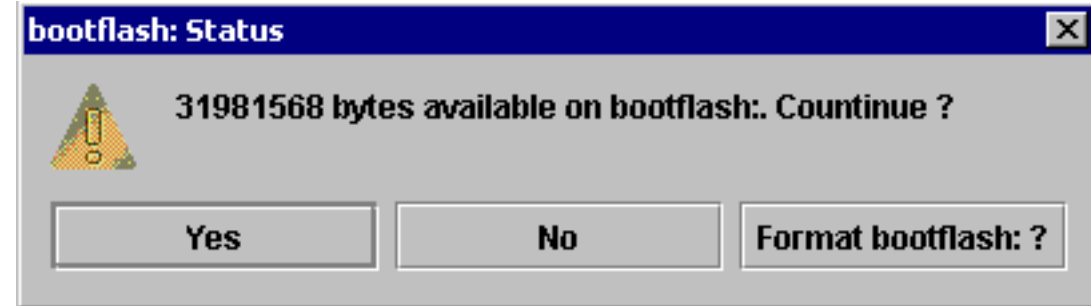 bootflash: Status
31981568 bytes available on bootflash:. Countinue ?
Yes No Format bootflash: ?